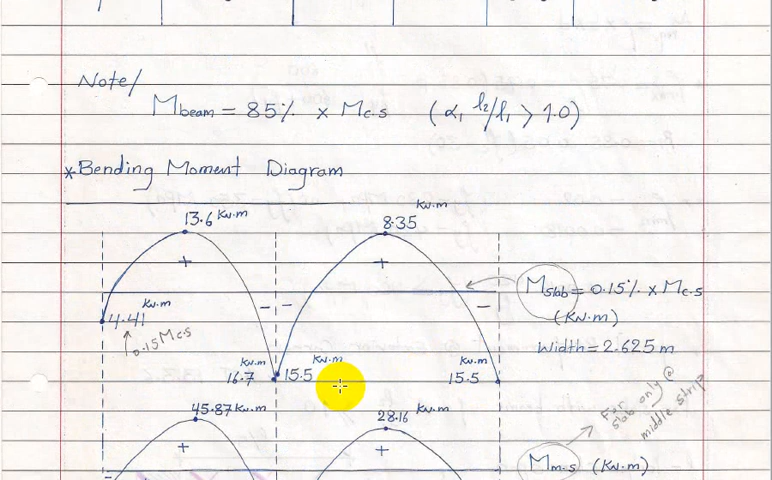 Note/
Mbeam = 85% × Mc.s (α1 l2/l1 > 1.0)
* Bending Moment Diagram
13.6 KN.m
KN.m
8.35
+
+
- - -
Mslab = 0.15% × Mc.s
(KN.m)
Width = 2.625 m
KN.m
4.41
0.15Mc.s
KN.m
16.7
KN.m
15.5
KN.m
15.5
For slab only @ middle strip
45.87 KN.m
28.16 KN.m
+
+
Mm.s (KN.m)